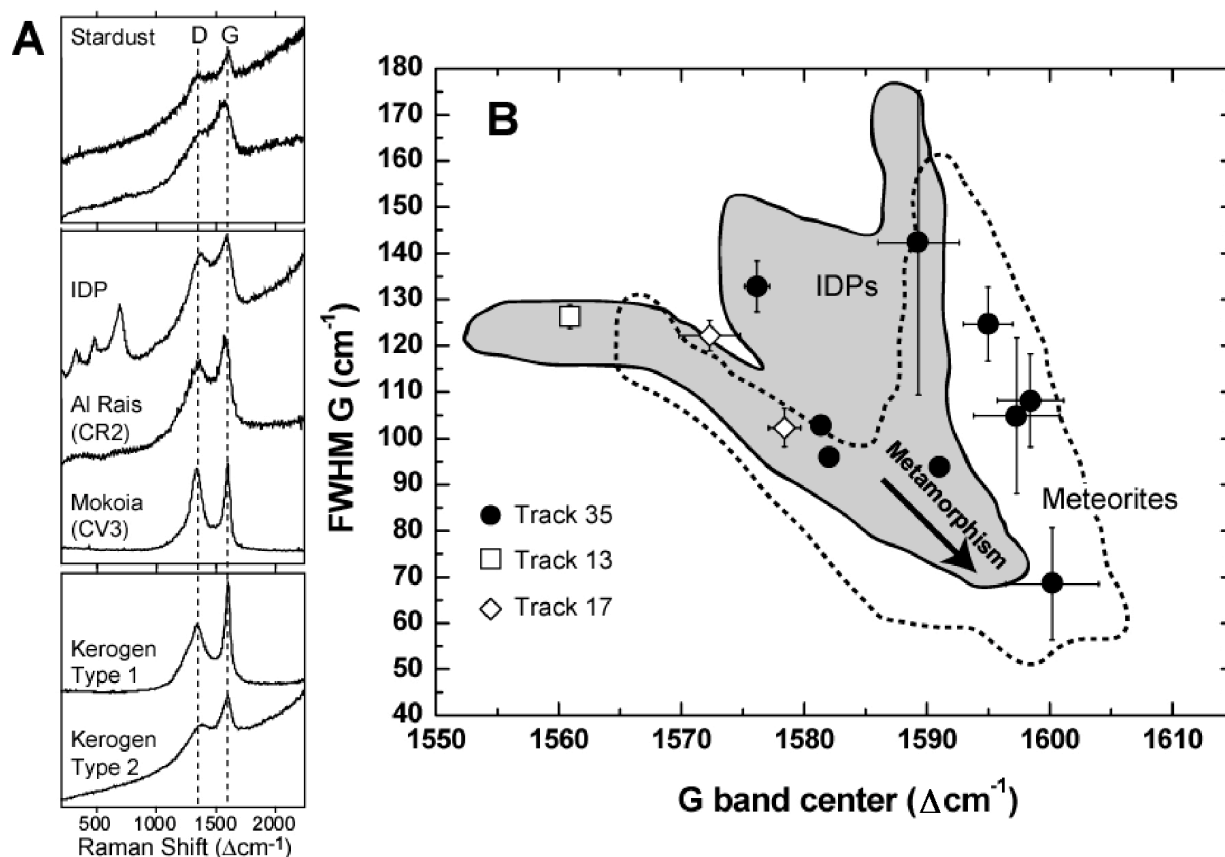 A
Stardust
D
G
IDP
Al Rais
(CR2)
Mokoia
(CV3)
Kerogen
Type 1
Kerogen
Type 2
500 1000 1500 2000
Raman Shift (Δcm-1)
B
180
170
160
150
140
130
120
110
100
90
80
70
60
50
40
FWHM G (cm-1)
IDPs
Metamorphism
Meteorites
Track 35
Track 13
Track 17
1550 1560 1570 1580 1590 1600 1610
G band center (Δcm-1)